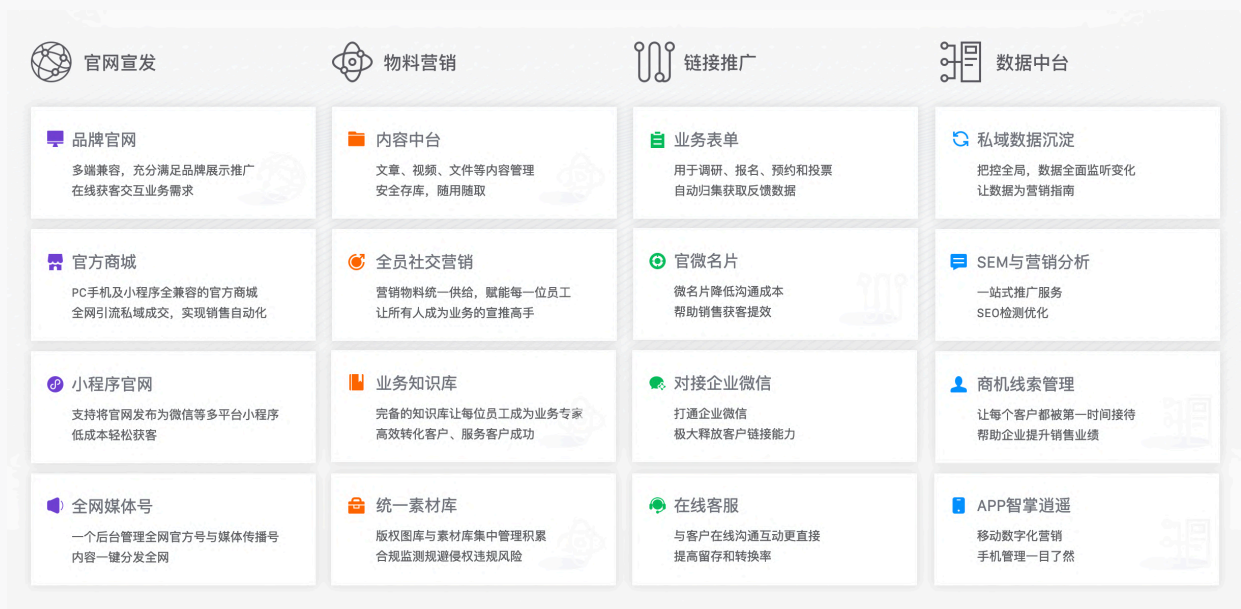 官网宣发
品牌官网
多端兼容，充分满足品牌展示推广
在线获客交互业务需求
官方商城
PC手机及小程序全兼容的官方商城
全网引流私域成交，实现销售自动化
小程序官网
支持将官网发布为微信等多平台小程序
低成本轻松获客
全网媒体号
一个后台管理全网官方号与媒体传播号
内容一键分发全网
物料营销
内容中台
文章、视频、文件等内容管理
安全存库，随用随取
全员社交营销
营销物料统一供给，赋能每一位员工
让所有人成为业务的宣推高手
业务知识库
完备的知识库让每位员工成为业务专家
高效转化客户、服务客户成功
统一素材库
版权图库与素材库集中管理积累
合规监测规避侵权违规风险
链接推广
业务表单
用于调研、报名、预约和投票
自动归集获取反馈数据
官微名片
微名片降低沟通成本
帮助销售获客提效
对接企业微信
打通企业微信
极大释放客户链接能力
在线客服
与客户在线沟通互动更直接
提高留存和转换率
数据中台
私域数据沉淀
把控全局，数据全面监听变化
让数据为营销指南
SEM与营销分析
一站式推广服务
SEO检测优化
商机线索管理
让每个客户都被第一时间接待
帮助企业提升销售业绩
APP智掌逍遥
移动数字化营销
手机管理一目了然